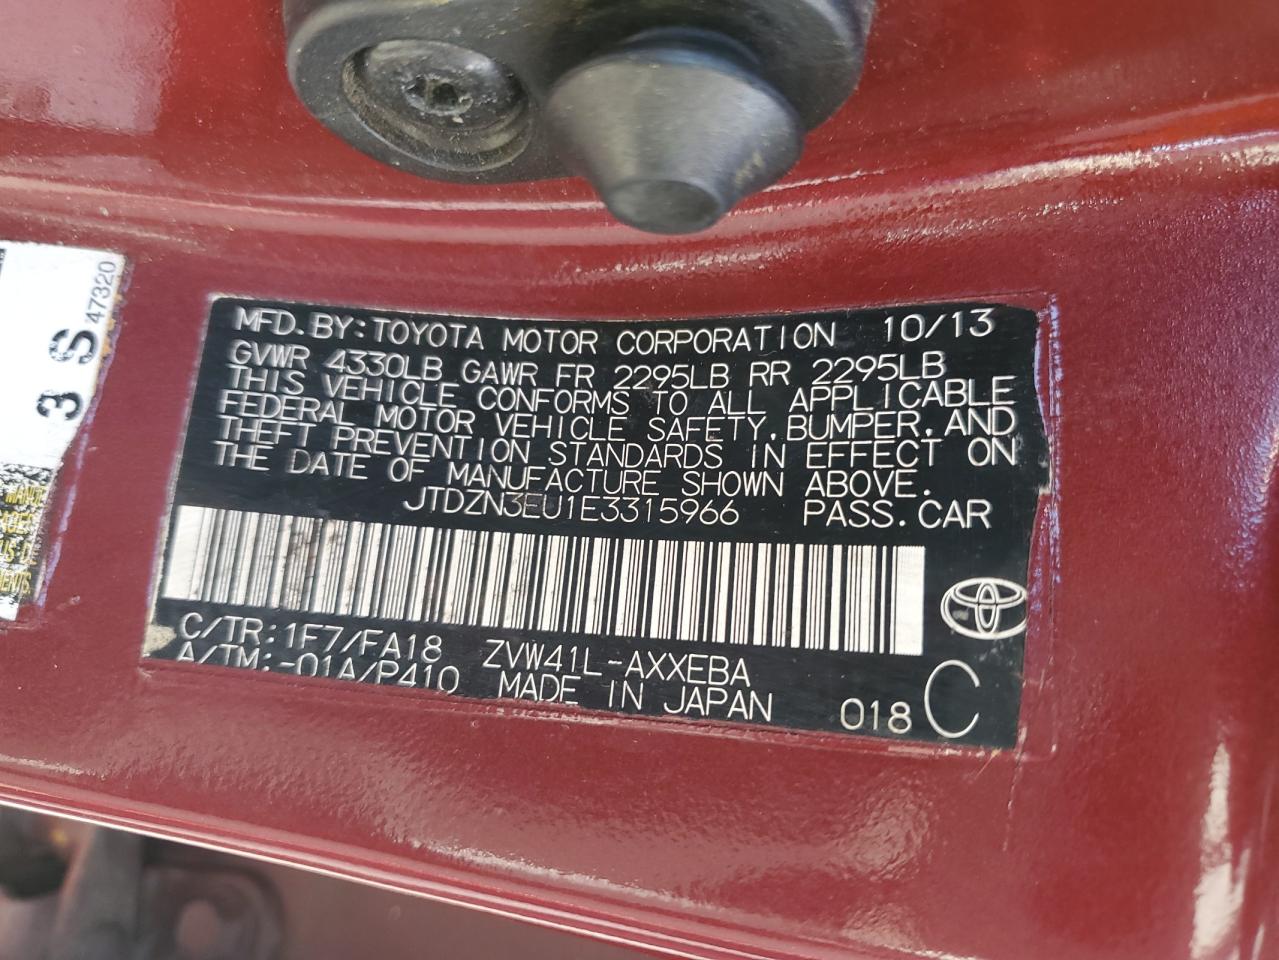 MFD. BY: TOYOTA MOTOR CORPORATION 10/13
GVWR 4330LB GAWR FR 2295LB RR 2295LB
THIS VEHICLE CONFORMS TO ALL APPLICABLE
FEDERAL MOTOR VEHICLE SAFETY, BUMPER, AND
THEFT PREVENTION STANDARDS IN EFFECT ON
THE DATE OF MANUFACTURE SHOWN ABOVE.
JTDZN3EU1E3315966 PASS. CAR
C/TR: 1F7/FA18 ZVW41L-AXXEBA
A/TM: -01A/P410 MADE IN JAPAN 018 C
3 S 47320